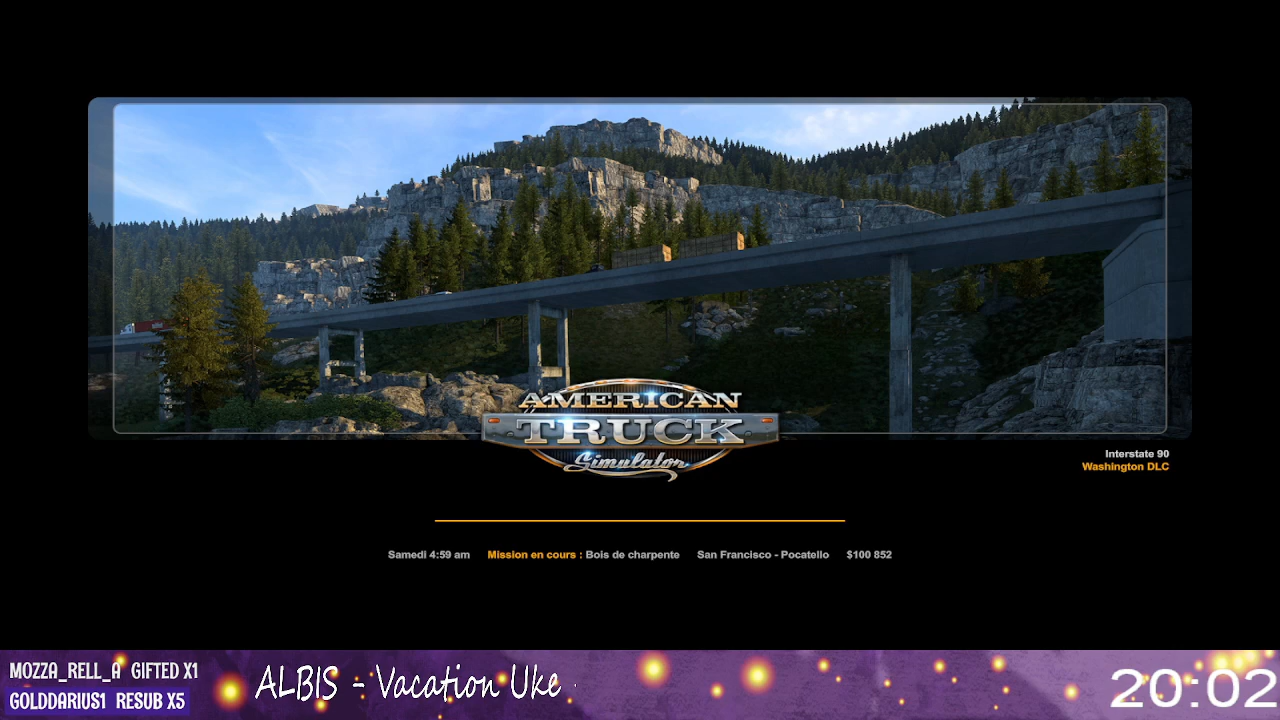 AMERICAN
TRUCK
Simulator
Interstate 90
Washington DLC
Samedi 4:59 am Mission en cours : Bois de charpente San Francisco - Pocatello $100 852
MOZZA_RELL_A GIFTED X1
GOLDDARIUS1 RESUB X5
ALBIS - Vacation Uke
20:02